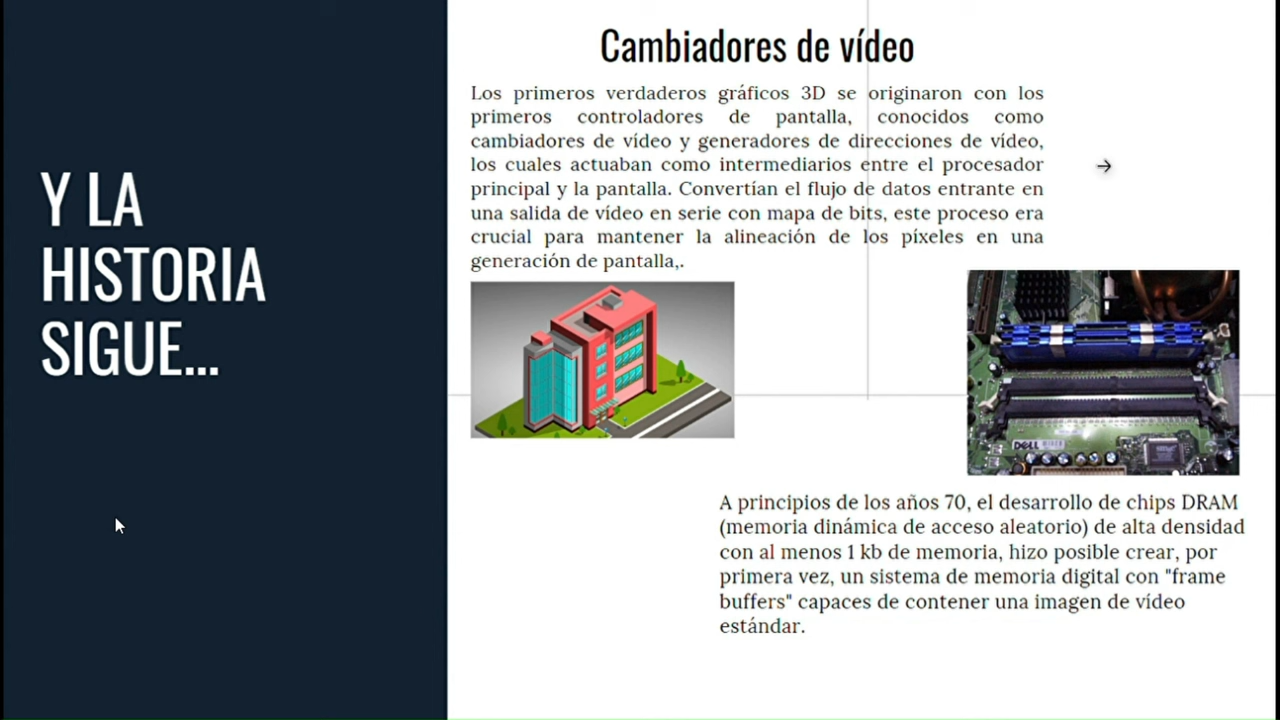 Y LA
HISTORIA
SIGUE...
Cambiadores de vídeo
Los primeros verdaderos gráficos 3D se originaron con los
primeros controladores de pantalla, conocidos como
cambiadores de vídeo y generadores de direcciones de vídeo,
los cuales actuaban como intermediarios entre el procesador
principal y la pantalla. Convertían el flujo de datos entrante en
una salida de vídeo en serie con mapa de bits, este proceso era
crucial para mantener la alineación de los píxeles en una
generación de pantalla,.
→
DELL
A principios de los años 70, el desarrollo de chips DRAM
(memoria dinámica de acceso aleatorio) de alta densidad
con al menos 1 kb de memoria, hizo posible crear, por
primera vez, un sistema de memoria digital con "frame
buffers" capaces de contener una imagen de vídeo
estándar.